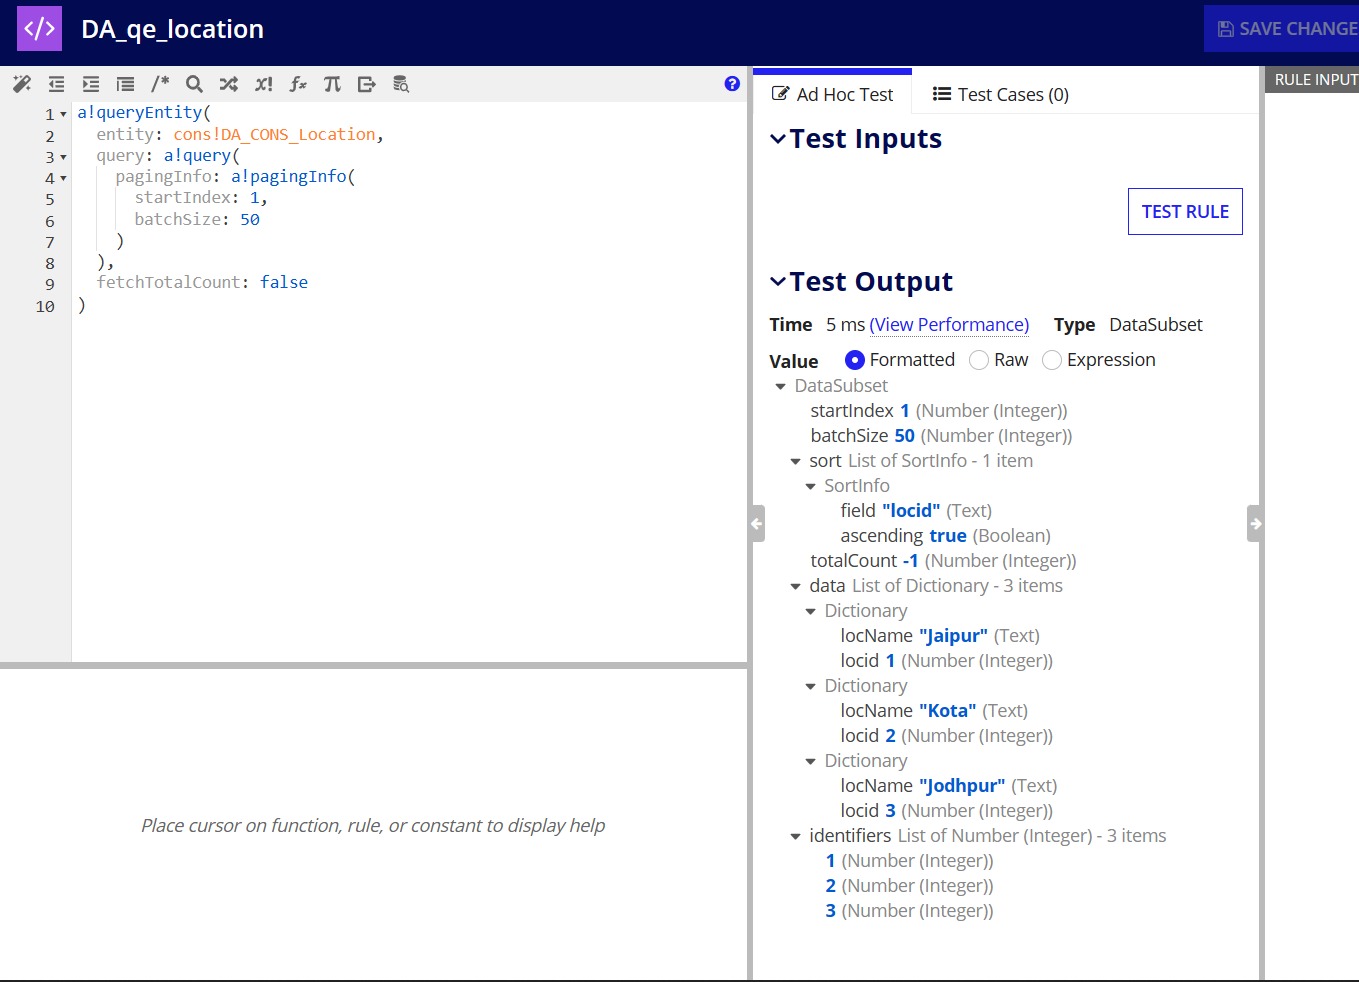 </> DA_qe_location
SAVE CHANGE
/* x! fx π ?
1 a!queryEntity(
2 entity: cons!DA_CONS_Location,
3 query: a!query(
4 pagingInfo: a!pagingInfo(
5 startIndex: 1,
6 batchSize: 50
7 )
8 ),
9 fetchTotalCount: false
10 )
Place cursor on function, rule, or constant to display help
Ad Hoc Test Test Cases (0)
Test Inputs
TEST RULE
Test Output
Time 5 ms (View Performance) Type DataSubset
Value Formatted Raw Expression
DataSubset
startIndex 1 (Number (Integer))
batchSize 50 (Number (Integer))
sort List of SortInfo - 1 item
SortInfo
field "locid" (Text)
ascending true (Boolean)
totalCount -1 (Number (Integer))
data List of Dictionary - 3 items
Dictionary
locName "Jaipur" (Text)
locid 1 (Number (Integer))
Dictionary
locName "Kota" (Text)
locid 2 (Number (Integer))
Dictionary
locName "Jodhpur" (Text)
locid 3 (Number (Integer))
identifiers List of Number (Integer) - 3 items
1 (Number (Integer))
2 (Number (Integer))
3 (Number (Integer))
RULE INPUT